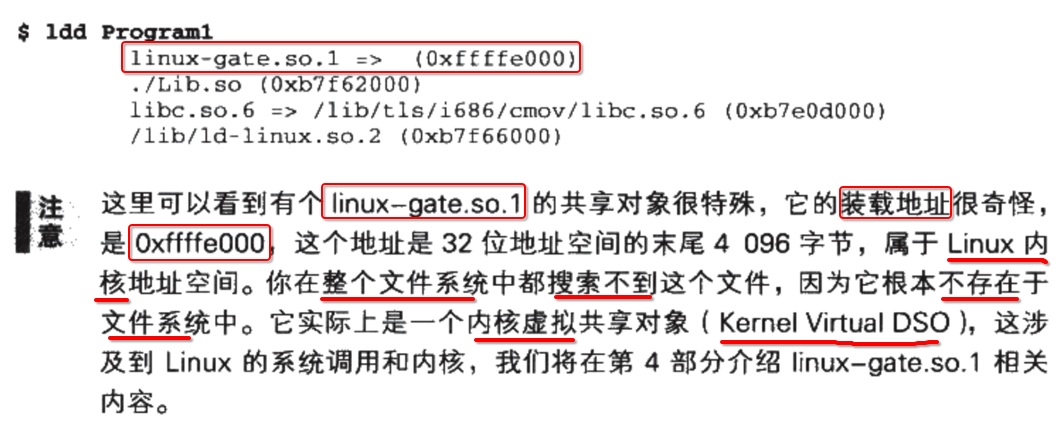 $ ldd Program1
linux-gate.so.1 => (0xffffe000)
./Lib.so (0xb7f62000)
libc.so.6 => /lib/tls/i686/cmov/libc.so.6 (0xb7e0d000)
/lib/ld-linux.so.2 (0xb7f66000)
注意
这里可以看到有个 linux-gate.so.1 的共享对象很特殊，它的装载地址很奇怪，
是 0xffffe000，这个地址是 32 位地址空间的末尾 4 096 字节，属于 Linux 内
核地址空间。你在整个文件系统中都搜索不到这个文件，因为它根本不存在于
文件系统中。它实际上是一个内核虚拟共享对象（Kernel Virtual DSO），这涉
及到 Linux 的系统调用和内核，我们将在第 4 部分介绍 linux-gate.so.1 相关
内容。